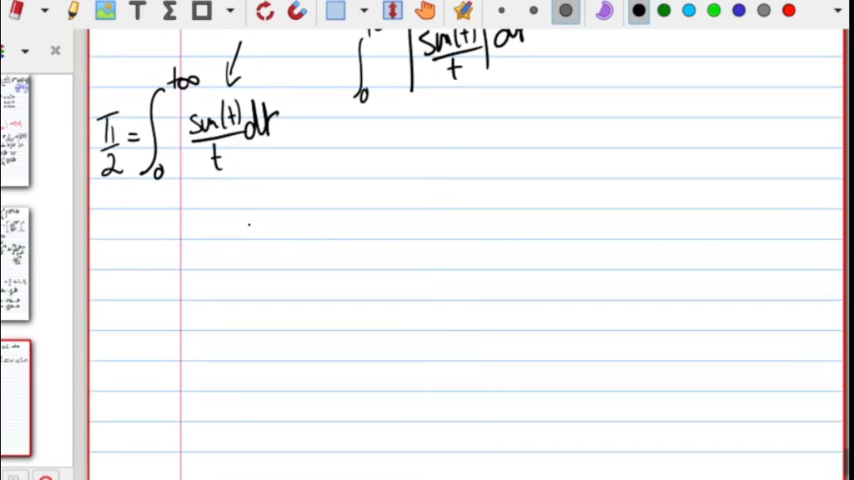 ∫₀ |sin(t)/t| dt
π/2 = ∫₀^{+∞} sin(t)/t dt